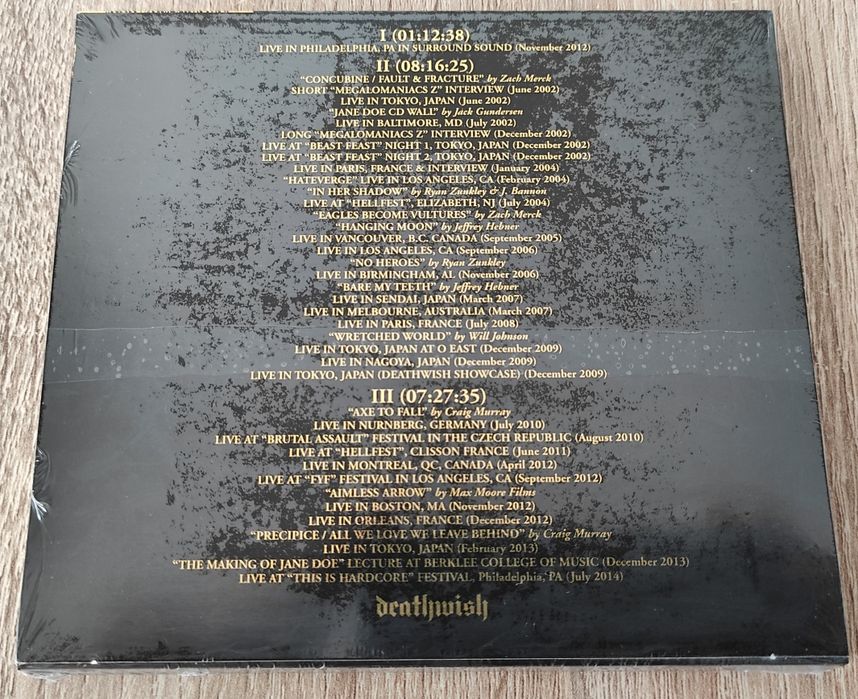 I (01:12:38)
LIVE IN PHILADELPHIA, PA IN SURROUND SOUND (November 2012)
II (08:16:25)
"CONCUBINE / FAULT & FRACTURE" by Zach Merck
SHORT "MEGALOMANIACS Z" INTERVIEW (June 2002)
LIVE IN TOKYO, JAPAN (June 2002)
"JANE DOE CD WALL" by Jack Gundersen
LIVE IN BALTIMORE, MD (July 2002)
LONG "MEGALOMANIACS Z" INTERVIEW (December 2002)
LIVE AT "BEAST FEAST" NIGHT 1, TOKYO, JAPAN (December 2002)
LIVE AT "BEAST FEAST" NIGHT 2, TOKYO, JAPAN (December 2002)
LIVE IN PARIS, FRANCE & INTERVIEW (January 2004)
"HATEVERGE" LIVE IN LOS ANGELES, CA (February 2004)
"IN HER SHADOW" by Ryan Zunkley & J. Bannon
LIVE AT "HELLFEST", ELIZABETH, NJ (July 2004)
"EAGLES BECOME VULTURES" by Zach Merck
"HANGING MOON" by Jeffrey Hebner
LIVE IN VANCOUVER, B.C. CANADA (September 2005)
LIVE IN LOS ANGELES, CA (September 2006)
"NO HEROES" by Ryan Zunkley
LIVE IN BIRMINGHAM, AL (November 2006)
"BARE MY TEETH" by Jeffrey Hebner
LIVE IN SENDAI, JAPAN (March 2007)
LIVE IN MELBOURNE, AUSTRALIA (March 2007)
LIVE IN PARIS, FRANCE (July 2008)
"WRETCHED WORLD" by Will Johnson
LIVE IN TOKYO, JAPAN AT O EAST (December 2009)
LIVE IN NAGOYA, JAPAN (December 2009)
LIVE IN TOKYO, JAPAN (DEATHWISH SHOWCASE) (December 2009)
III (07:27:35)
"AXE TO FALL" by Craig Murray
LIVE IN NURNBERG, GERMANY (July 2010)
LIVE AT "BRUTAL ASSAULT" FESTIVAL IN THE CZECH REPUBLIC (August 2010)
LIVE AT "HELLFEST", CLISSON FRANCE (June 2011)
LIVE IN MONTREAL, QC, CANADA (April 2012)
LIVE AT "FYF" FESTIVAL IN LOS ANGELES, CA (September 2012)
"AIMLESS ARROW" by Max Moore Films
LIVE IN BOSTON, MA (November 2012)
LIVE IN ORLEANS, FRANCE (December 2012)
"PRECIPICE / ALL WE LOVE WE LEAVE BEHIND" by Craig Murray
LIVE IN TOKYO, JAPAN (February 2013)
"THE MAKING OF JANE DOE" LECTURE AT BERKLEE COLLEGE OF MUSIC (December 2013)
LIVE AT "THIS IS HARDCORE" FESTIVAL, Philadelphia, PA (July 2014)
deathwish